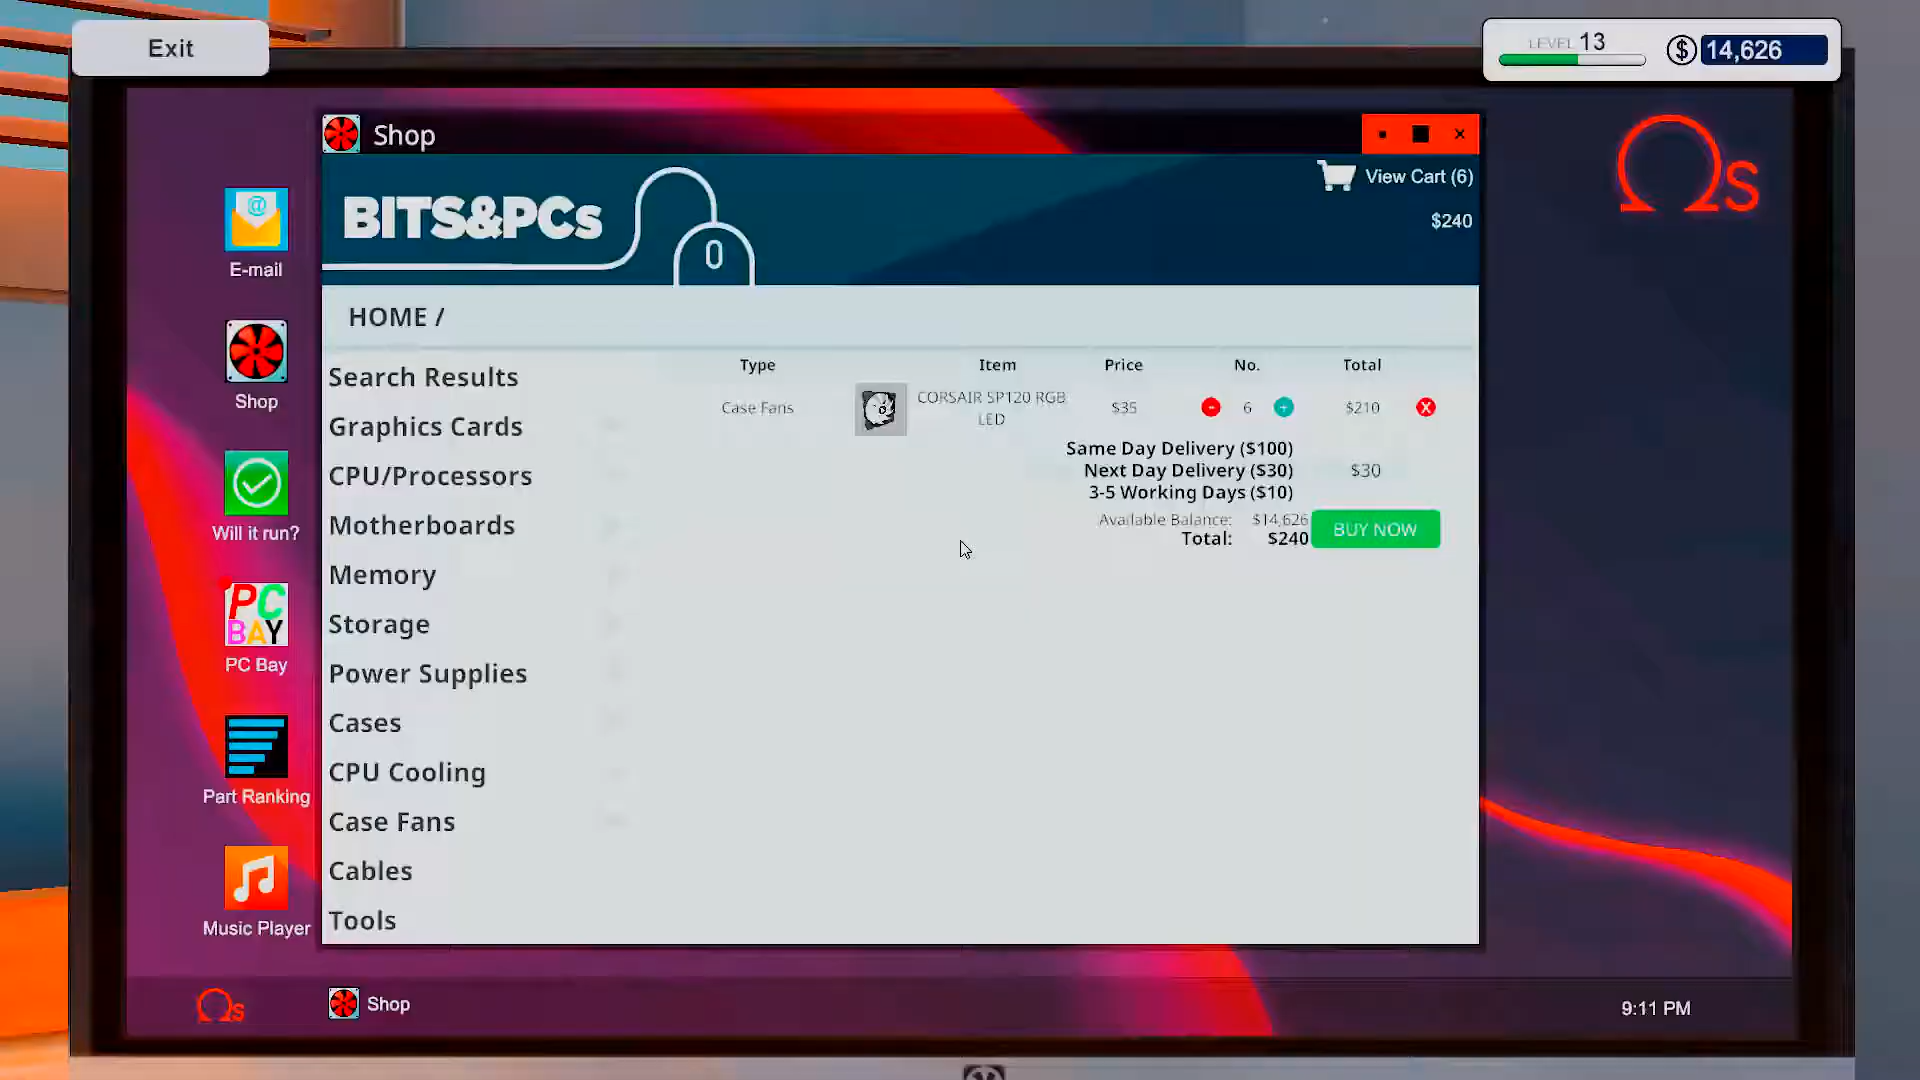 Exit
LEVEL 13
$ 14,626
Shop
View Cart (6)
$240
BITS&PCs
HOME /
Search Results
Graphics Cards
CPU/Processors
Motherboards
Memory
Storage
Power Supplies
Cases
CPU Cooling
Case Fans
Cables
Tools
Type Item Price No. Total
Case Fans CORSAIR SP120 RGB LED $35 - 6 + $210 X
Same Day Delivery ($100)
Next Day Delivery ($30) $30
3-5 Working Days ($10)
Available Balance: $14,626
Total: $240
BUY NOW
E-mail
Shop
Will it run?
PC BAY
PC Bay
Part Ranking
Music Player
Ωs
Ωs
Shop
9:11 PM